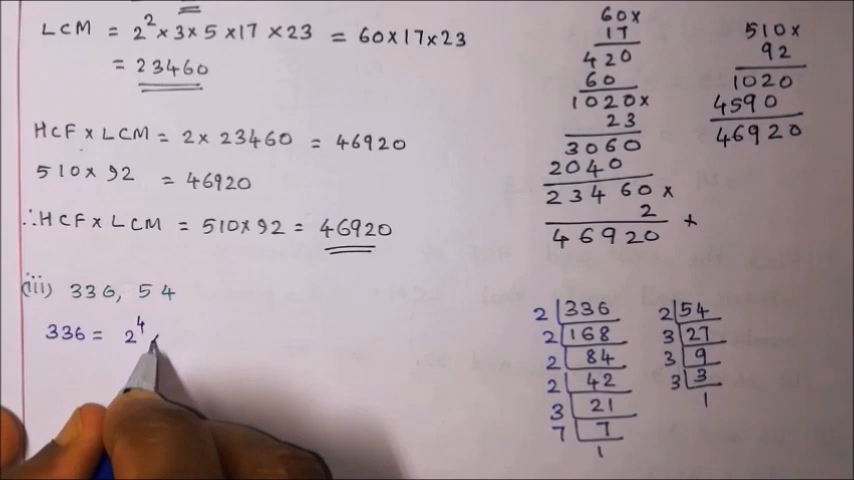 LCM = 2² × 3 × 5 × 17 × 23 = 60 × 17 × 23
= 23460
HCF × LCM = 2 × 23460 = 46920
510 × 92 = 46920
∴ HCF × LCM = 510 × 92 = 46920
(iii) 336, 54
336 = 2⁴
60 ×
17
420
60
1020 ×
23
3060
2040
23460 ×
2
46920
510 ×
92
1020
4590
46920
2 | 336
2 | 168
2 | 84
2 | 42
3 | 21
7 | 7
1
2 | 54
3 | 27
3 | 9
3 | 3
1